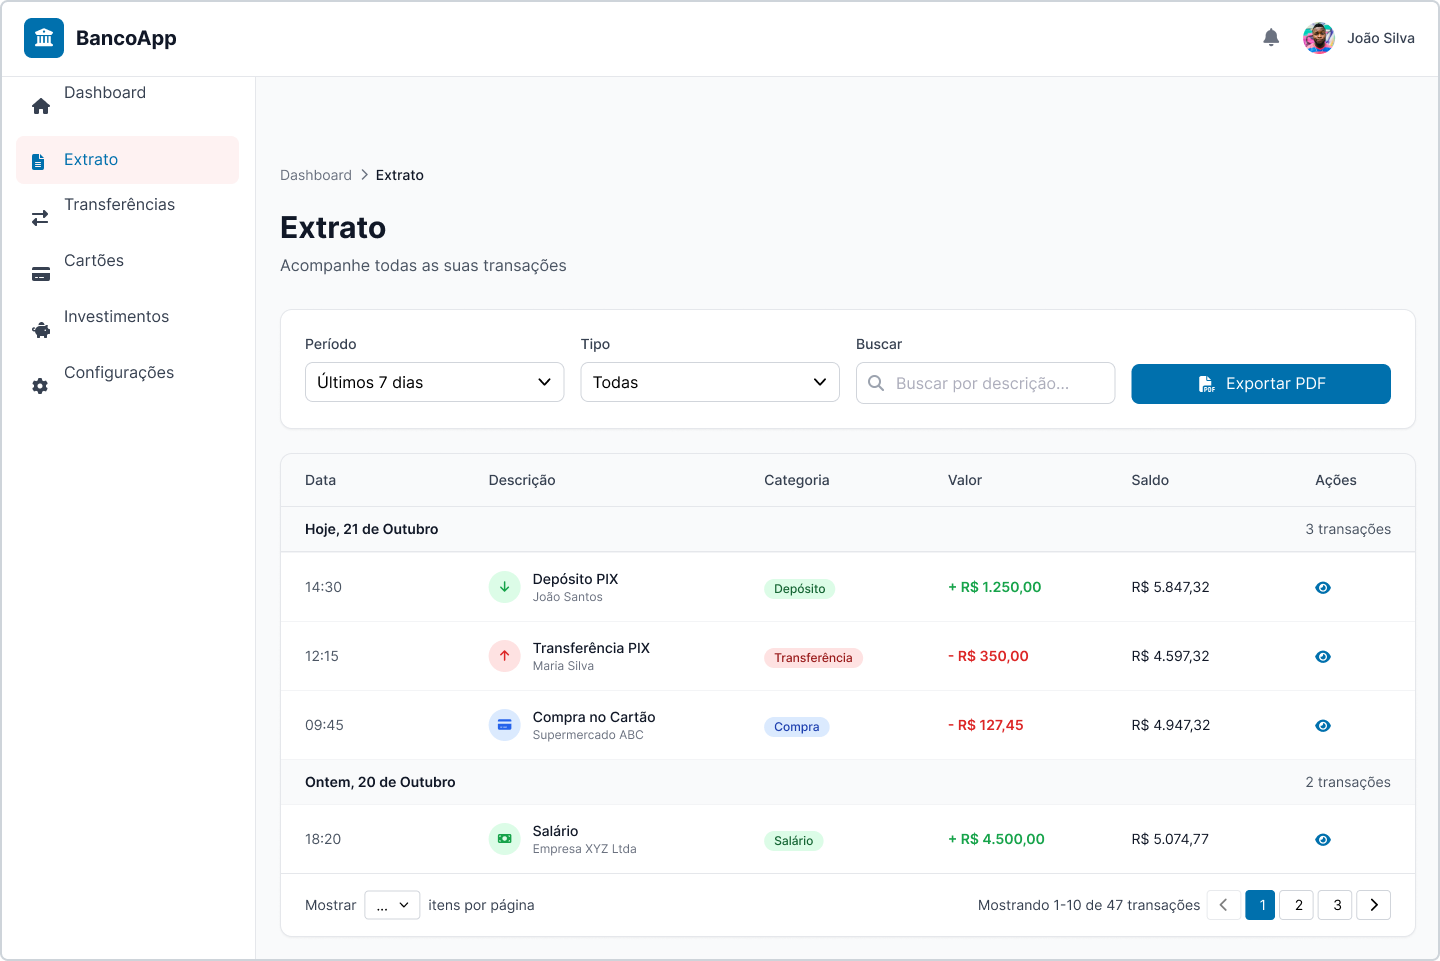 BancoApp
João Silva
Dashboard
Extrato
Transferências
Cartões
Investimentos
Configurações
Dashboard Extrato
Extrato
Acompanhe todas as suas transações
Período Tipo Buscar
Últimos 7 dias Todas Buscar por descrição... Exportar PDF
Data Descrição Categoria Valor Saldo Ações
Hoje, 21 de Outubro 3 transações
14:30 Depósito PIX Depósito + R$ 1.250,00 R$ 5.847,32
João Santos
12:15 Transferência PIX Transferência - R$ 350,00 R$ 4.597,32
Maria Silva
09:45 Compra no Cartão Compra - R$ 127,45 R$ 4.947,32
Supermercado ABC
Ontem, 20 de Outubro 2 transações
18:20 Salário Salário + R$ 4.500,00 R$ 5.074,77
Empresa XYZ Ltda
Mostrar ... itens por página Mostrando 1-10 de 47 transações 1 2 3